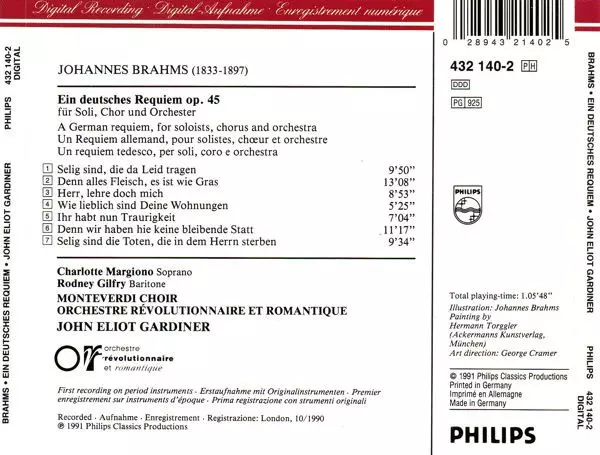 Digital Recording · Digital-Aufnahme · Enregistrement numérique
JOHANNES BRAHMS (1833-1897)
Ein deutsches Requiem op. 45
für Soli, Chor und Orchester
A German requiem, for soloists, chorus and orchestra
Un Requiem allemand, pour solistes, chœur et orchestre
Un requiem tedesco, per soli, coro e orchestra
1 Selig sind, die da Leid tragen 9'50"
2 Denn alles Fleisch, es ist wie Gras 13'08"
3 Herr, lehre doch mich 8'53"
4 Wie lieblich sind Deine Wohnungen 5'25"
5 Ihr habt nun Traurigkeit 7'04"
6 Denn wir haben hie keine bleibende Statt 11'17"
7 Selig sind die Toten, die in dem Herrn sterben 9'34"
Charlotte Margiono Soprano
Rodney Gilfry Baritone
MONTEVERDI CHOIR
ORCHESTRE RÉVOLUTIONNAIRE ET ROMANTIQUE
JOHN ELIOT GARDINER
Orr
orchestre
révolutionnaire
et romantique
First recording on period instruments · Erstaufnahme mit Originalinstrumenten · Premier
enregistrement sur instruments d'époque · Prima registrazione con strumenti originali
Recorded · Aufnahme · Enregistrement · Registrazione: London, 10/1990
℗ 1991 Philips Classics Productions
0 28943 21402 5
432 140-2 PH
DDD
PG 925
PHILIPS
Total playing-time: 1.05'48"
Illustration: Johannes Brahms
Painting by
Hermann Torggler
(Ackermanns Kunstverlag,
München)
Art direction: George Cramer
© 1991 Philips Classics Productions
Printed in Germany
Imprimé en Allemagne
Made in Germany
PHILIPS
BRAHMS • EIN DEUTSCHES REQUIEM • JOHN ELIOT GARDINER PHILIPS 432 140-2
DIGITAL
BRAHMS • EIN DEUTSCHES REQUIEM • JOHN ELIOT GARDINER PHILIPS 432 140-2
DIGITAL